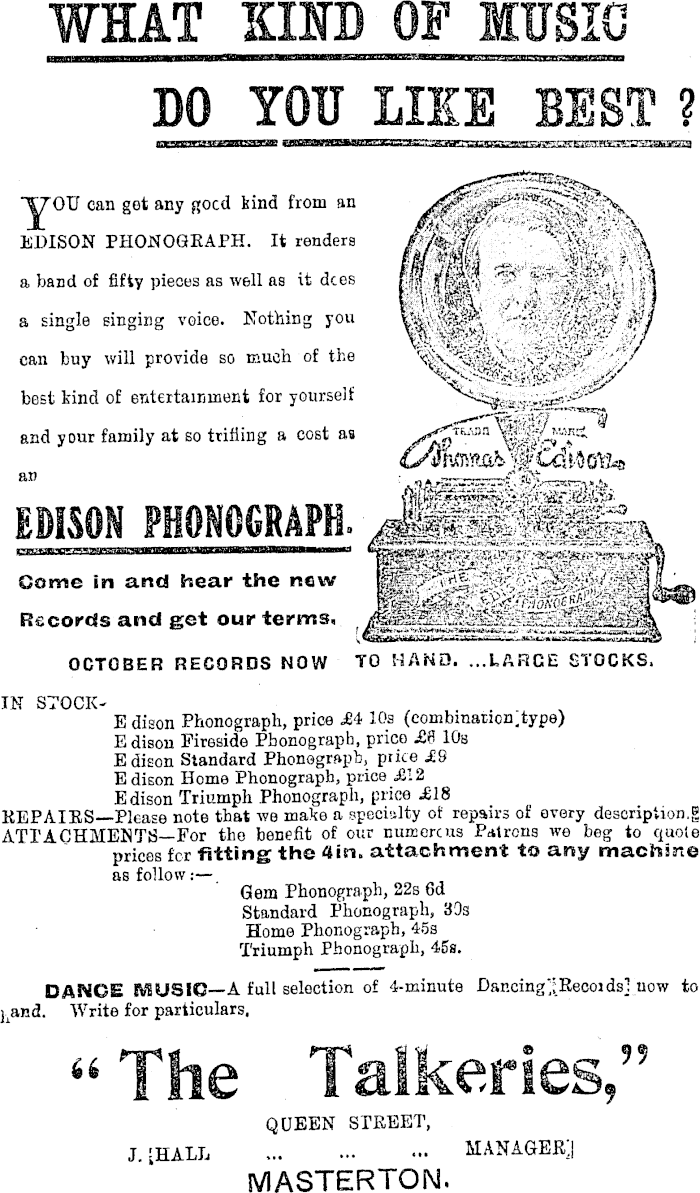 WHAT KIND OF MUSIC
DO YOU LIKE BEST?
YOU can get any good kind from an
EDISON PHONOGRAPH. It renders
a band of fifty pieces as well as it does
a single singing voice. Nothing you
can buy will provide so much of the
best kind of entertainment for yourself
and your family at so trifling a cost as
an
EDISON PHONOGRAPH.
Come in and hear the new
Records and get our terms.
TRADE MARK
Thomas Edison
THE EDISON PHONOGRAPH
OCTOBER RECORDS NOW TO HAND. ...LARGE STOCKS.
IN STOCK-
Edison Phonograph, price £4 10s (combination type)
Edison Fireside Phonograph, price 10s
Edison Standard Phonograph, price £9
Edison Home Phonograph, price £12
Edison Triumph Phonograph, price £18
REPAIRS—Please note that we make a specialty of repairs of every description.
ATTACHMENTS—For the benefit of our numerous Patrons we beg to quote
prices for fitting the 4in. attachment to any machine
as follow:—
Gem Phonograph, 22s 6d
Standard Phonograph, 30s
Home Phonograph, 45s
Triumph Phonograph, 45s.
DANCE MUSIC—A full selection of 4-minute Dancing Records now to
hand. Write for particulars.
"The Talkeries,"
QUEEN STREET,
J. HALL ... ... ... MANAGER
MASTERTON.